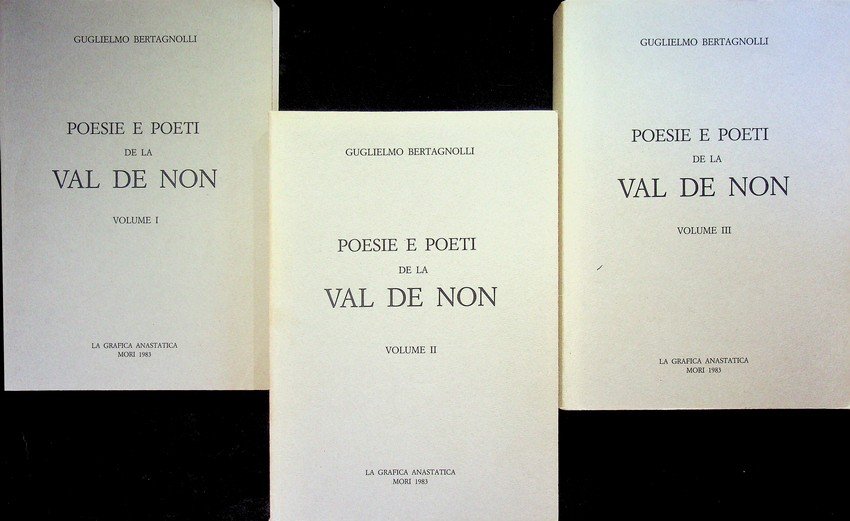 GUGLIELMO BERTAGNOLLI
POESIE E POETI
DE LA
VAL DE NON
VOLUME I
LA GRAFICA ANASTATICA
MORI 1983
GUGLIELMO BERTAGNOLLI
POESIE E POETI
DE LA
VAL DE NON
VOLUME II
LA GRAFICA ANASTATICA
MORI 1983
GUGLIELMO BERTAGNOLLI
POESIE E POETI
DE LA
VAL DE NON
VOLUME III
LA GRAFICA ANASTATICA
MORI 1983